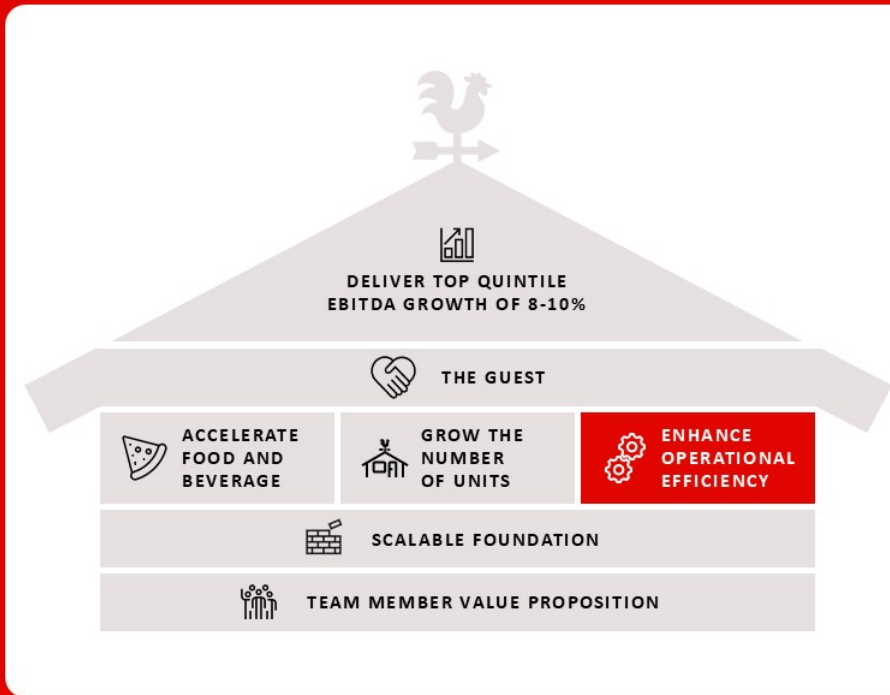 DELIVER TOP QUINTILE
EBITDA GROWTH OF 8-10%
THE GUEST
ACCELERATE
FOOD AND
BEVERAGE
GROW THE
NUMBER
OF UNITS
ENHANCE
OPERATIONAL
EFFICIENCY
SCALABLE FOUNDATION
TEAM MEMBER VALUE PROPOSITION